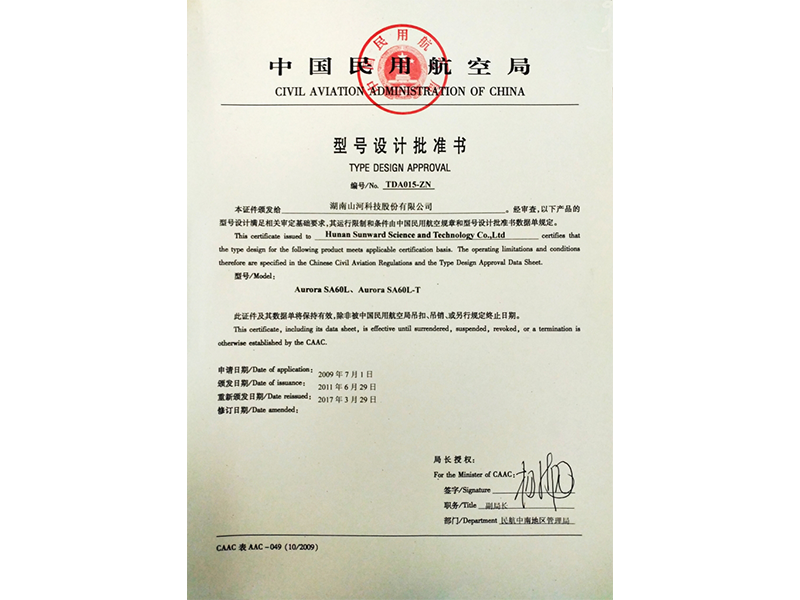 中国民用航空局
CIVIL AVIATION ADMINISTRATION OF CHINA
型号设计批准书
TYPE DESIGN APPROVAL
编号/No. TDA015-ZN
本证件颁发给 湖南山河科技股份有限公司 。经审查，以下产品的
型号设计满足相关审定基础要求，其运行限制和条件由中国民用航空规章和型号设计批准书数据单规定。
This certificate issued to Hunan Sunward Science and Technology Co.,Ltd certifies that
the type design for the following product meets applicable certification basis. The operating limitations and conditions
therefore are specified in the Chinese Civil Aviation Regulations and the Type Design Approval Data Sheet.
型号/Model:
Aurora SA60L、Aurora SA60L-T
此证件及其数据单将保持有效，除非被中国民用航空局吊扣、吊销、或另行规定终止日期。
This certificate, including its data sheet, is effective until surrendered, suspended, revoked, or a termination is
otherwise established by the CAAC.
申请日期/Date of application: 2009 年 7 月 1 日
颁发日期/Date of issuance: 2011 年 6 月 29 日
重新颁发日期/Date reissued: 2017 年 3 月 29 日
修订日期/Date amended:
局长授权:
For the Minister of CAAC:
签字/Signature
职务/Title 副局长
部门/Department 民航中南地区管理局
CAAC 表 AAC-049 (10/2009)